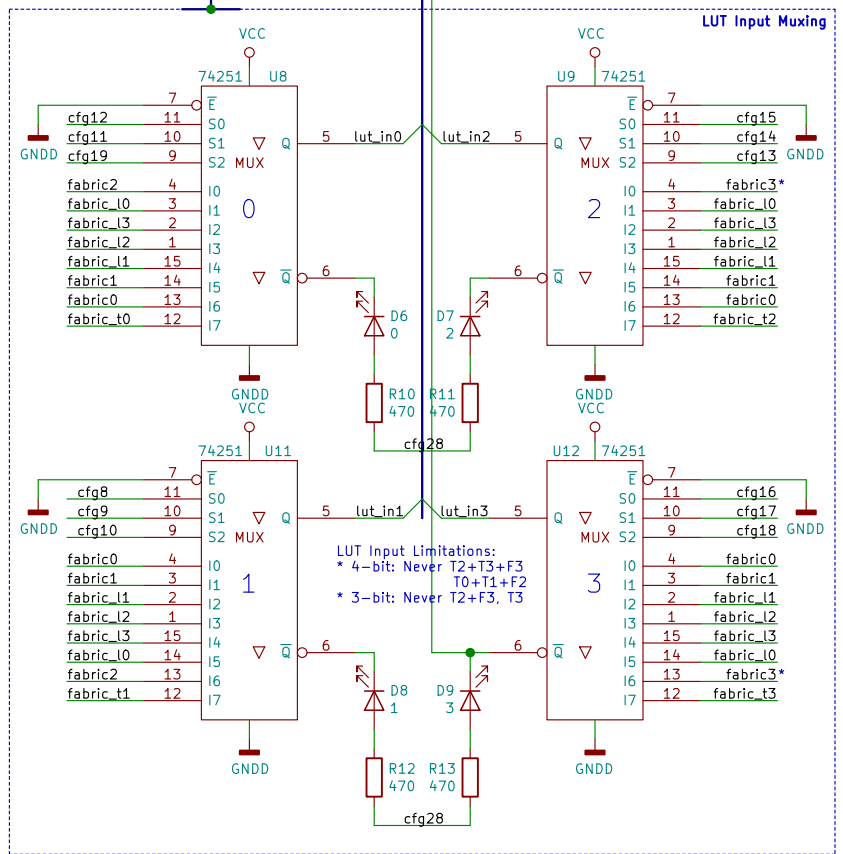 LUT Input Muxing
VCC
74251 U8
7 E
cfg12 11 S0
cfg11 10 S1 Q 5 lut_in0
cfg19 9 S2 MUX
fabric2 4 I0
fabric_l0 3 I1 0
fabric_l3 2 I2
fabric_l2 1 I3
fabric_l1 15 I4 Q 6
fabric1 14 I5
fabric0 13 I6
fabric_t0 12 I7
GNDD
GNDD
D6
0
R10
470
VCC
U9 74251
E 7
S0 11 cfg15
lut_in2 5 Q S1 10 cfg14
MUX S2 9 cfg13
I0 4 fabric3*
2 I1 3 fabric_l0
I2 2 fabric_l3
I3 1 fabric_l2
6 Q I4 15 fabric_l1
I5 14 fabric1
I6 13 fabric0
I7 12 fabric_t2
GNDD
GNDD
D7
2
R11
470
cfg28
VCC
74251 U11
7 E
cfg8 11 S0
cfg9 10 S1 Q 5 lut_in1
cfg10 9 S2 MUX
fabric0 4 I0
fabric1 3 I1 1
fabric_l1 2 I2
fabric_l2 1 I3
fabric_l3 15 I4 Q 6
fabric_l0 14 I5
fabric2 13 I6
fabric_t1 12 I7
GNDD
GNDD
LUT Input Limitations:
* 4-bit: Never T2+T3+F3
T0+T1+F2
* 3-bit: Never T2+F3, T3
D8
1
R12
470
VCC
U12 74251
E 7
S0 11 cfg16
lut_in3 5 Q S1 10 cfg17
MUX S2 9 cfg18
I0 4 fabric0
3 I1 3 fabric1
I2 2 fabric_l1
I3 1 fabric_l2
6 Q I4 15 fabric_l3
I5 14 fabric_l0
I6 13 fabric3*
I7 12 fabric_t3
GNDD
GNDD
D9
3
R13
470
cfg28